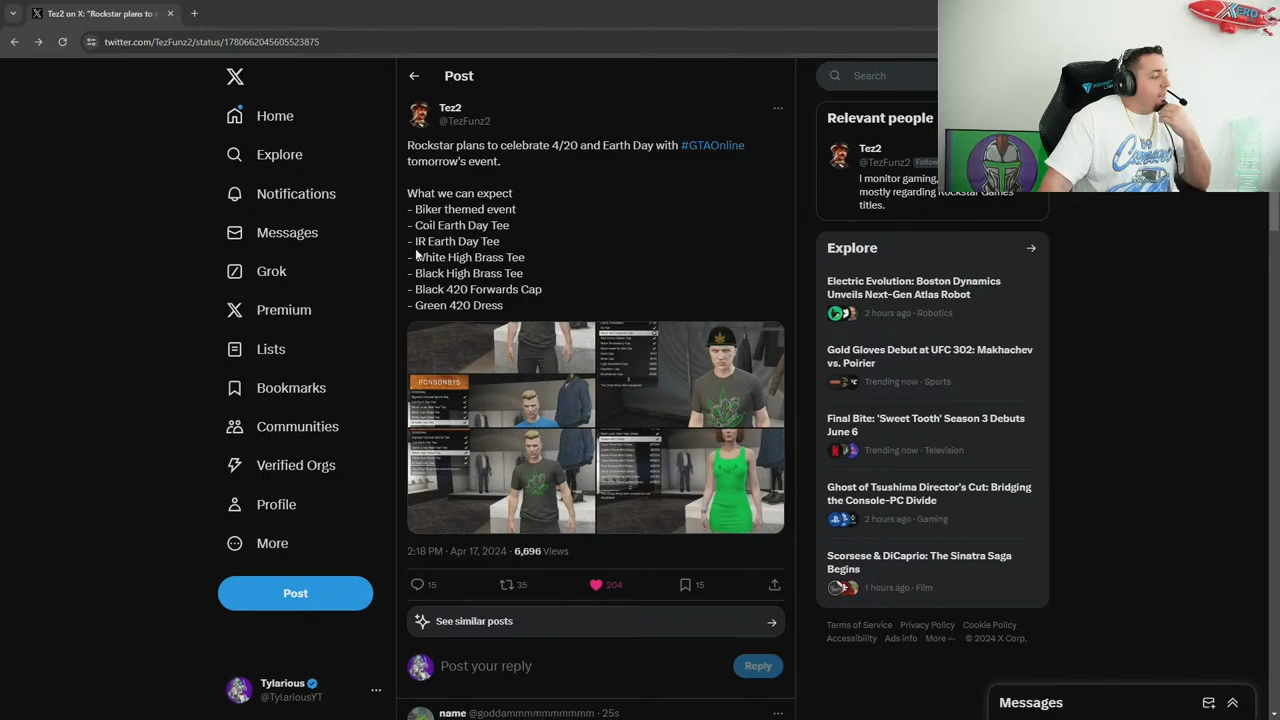 Tez2 on X: "Rockstar plans to c
twitter.com/TezFunz2/status/1780662045605523875
XERO
Post
Search
Home
Explore
Notifications
Messages
Grok
Premium
Lists
Bookmarks
Communities
Verified Orgs
Profile
More
Post
Tylarious
@TylariousYT
Tez2
@TezFunz2
Rockstar plans to celebrate 4/20 and Earth Day with #GTAOnline
tomorrow's event.
What we can expect
- Biker themed event
- Coil Earth Day Tee
- IR Earth Day Tee
- White High Brass Tee
- Black High Brass Tee
- Black 420 Forwards Cap
- Green 420 Dress
PONSONBYS
2:18 PM · Apr 17, 2024 · 6,696 Views
15
35
204
15
See similar posts
Post your reply
Reply
name @goddammmmmmmmmm · 25s
Relevant people
Tez2
@TezFunz2 Follow
I monitor gaming,
mostly regarding Rockstar Games
titles.
Explore
Electric Evolution: Boston Dynamics
Unveils Next-Gen Atlas Robot
2 hours ago · Robotics
Gold Gloves Debut at UFC 302: Makhachev
vs. Poirier
Trending now · Sports
Final Bite: 'Sweet Tooth' Season 3 Debuts
June 6
Trending now · Television
Ghost of Tsushima Director's Cut: Bridging
the Console-PC Divide
2 hours ago · Gaming
Scorsese & DiCaprio: The Sinatra Saga
Begins
1 hours ago · Film
Terms of Service Privacy Policy Cookie Policy
Accessibility Ads info More ··· © 2024 X Corp.
Messages